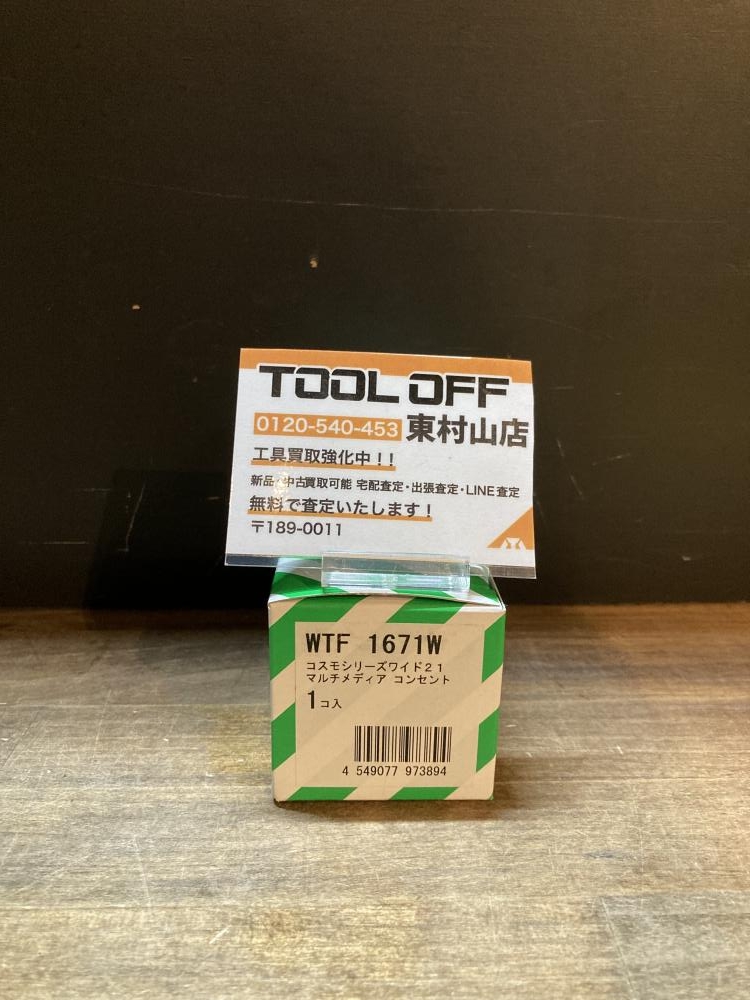 TOOL OFF
0120-540-453 東村山店
工具買取強化中!!
新品・中古買取可能 宅配査定・出張査定・LINE査定
無料で査定いたします!
〒189-0011
WTF 1671W
コスモシリーズワイド21
マルチメディア コンセント
1コ入
4 549077 973894